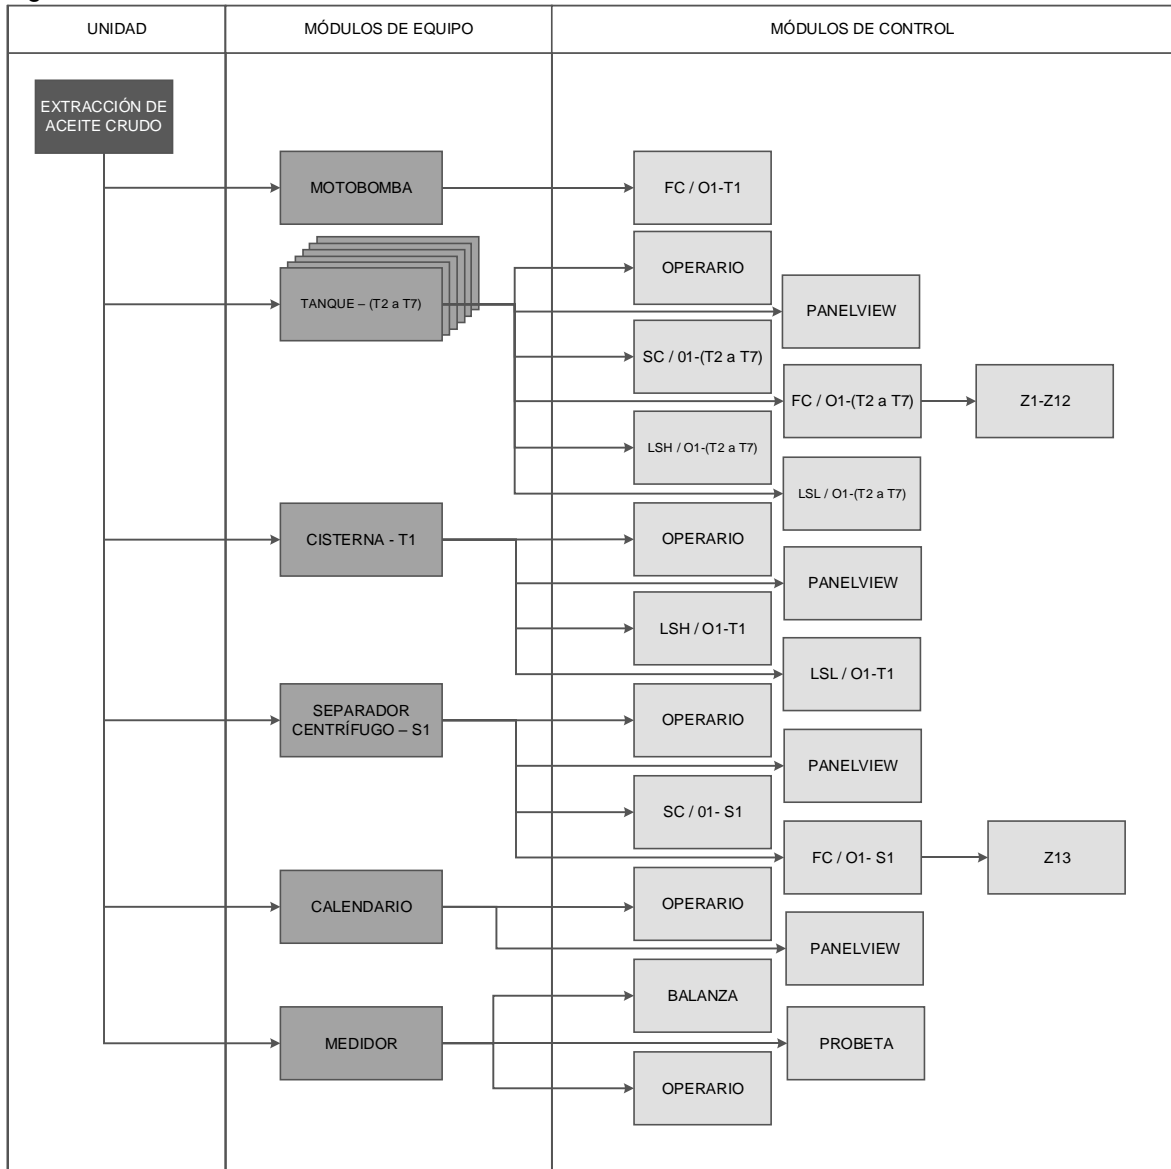 UNIDAD
MÓDULOS DE EQUIPO
MÓDULOS DE CONTROL
EXTRACCIÓN DE
ACEITE CRUDO
MOTOBOMBA
FC / O1-T1
OPERARIO
TANQUE – (T2 a T7)
PANELVIEW
SC / 01-(T2 a T7)
FC / O1-(T2 a T7)
Z1-Z12
LSH / O1-(T2 a T7)
LSL / O1-(T2 a T7)
CISTERNA - T1
OPERARIO
PANELVIEW
LSH / O1-T1
LSL / O1-T1
SEPARADOR
CENTRÍFUGO – S1
OPERARIO
PANELVIEW
SC / 01- S1
FC / O1- S1
Z13
CALENDARIO
OPERARIO
PANELVIEW
BALANZA
MEDIDOR
PROBETA
OPERARIO